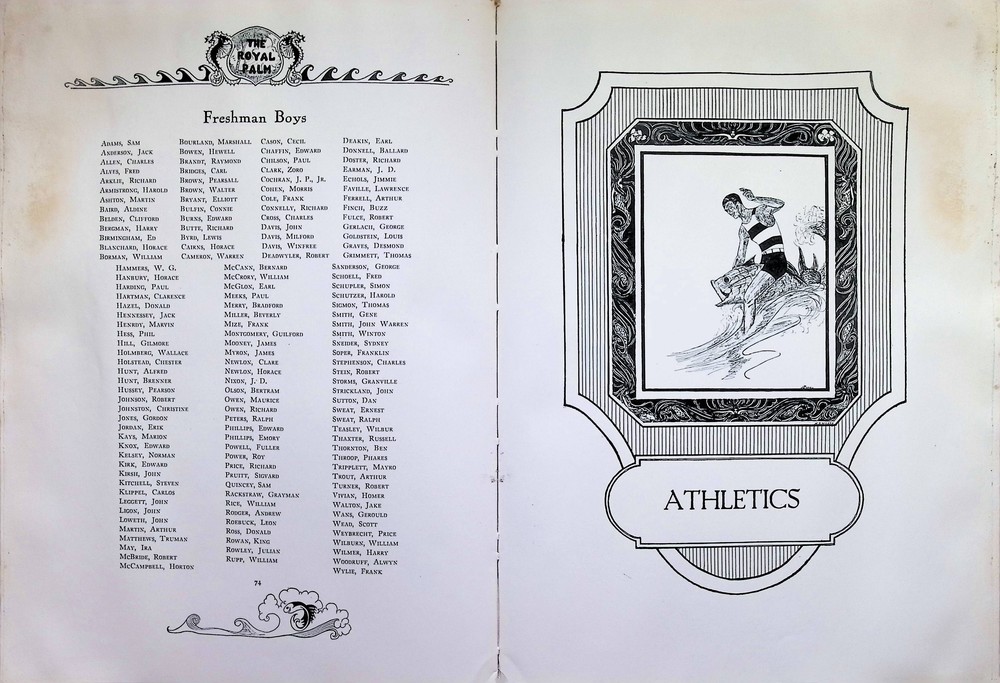 THE
ROYAL
PALM
Freshman Boys
Adams, Sam
Anderson, Jack
Allen, Charles
Alves, Fred
Arklie, Richard
Armistrong, Harold
Ashton, Martin
Baird, Aldine
Belden, Clifford
Bergman, Harry
Birmingham, Ed
Blanchard, Horace
Borman, William
Bourland, Marshall
Bowen, Hewell
Brandt, Raymond
Bridges, Carl
Brown, Pearsall
Brown, Walter
Bryant, Elliott
Bulfin, Connie
Burns, Edward
Butte, Richard
Byrd, Lewis
Cairns, Horace
Cameron, Warren
Cason, Cecil
Chaffin, Edward
Chilson, Paul
Clark, Zoro
Cochran, J. P., Jr.
Cohen, Morris
Cole, Frank
Connelly, Richard
Cross, Charles
Davis, John
Davis, Milford
Davis, Winfree
Deadwyler, Robert
Deakin, Earl
Donnell, Ballard
Doster, Richard
Earman, J. D.
Echols, Jimmie
Faville, Lawrence
Ferrell, Arthur
Finch, Buzz
Fulce, Robert
Gerlach, George
Goldstein, Louis
Graves, Desmond
Grimmett, Thomas
Hammers, W. G.
Hanbury, Horace
Harding, Paul
Hartman, Clarence
Hazel, Donald
Hennessey, Jack
Henroy, Marvin
Hess, Phil
Hill, Gilmore
Holmberg, Wallace
Holstead, Chester
Hunt, Alfred
Hunt, Brenner
Hussey, Pearson
Johnson, Robert
Johnston, Christine
Jones, Gordon
Jordan, Erik
Kays, Marion
Knox, Edward
Kelsey, Norman
Kirk, Edward
Kirsh, John
Kitchell, Steven
Klippel, Carlos
Leggett, John
Ligon, John
Loweth, John
Martin, Arthur
Matthews, Truman
May, Ira
McBride, Robert
McCampbell, Horton
McCann, Bernard
McCrory, William
McGlon, Earl
Meeks, Paul
Merry, Bradford
Miller, Beverly
Mize, Frank
Montgomery, Guilford
Mooney, James
Myron, James
Newlon, Clare
Newlon, Horace
Nixon, J. D.
Olson, Bertram
Owen, Maurice
Owen, Richard
Peters, Ralph
Phillips, Edward
Phillips, Emory
Powell, Fuller
Power, Roy
Price, Richard
Pruity, Sigvard
Quincey, Sam
Rackstraw, Grayman
Rice, William
Rodger, Andrew
Roebuck, Leon
Ross, Donald
Rowan, King
Rowley, Julian
Rupp, William
Sanderson, George
Schoell, Fred
Schupler, Simon
Schutzer, Harold
Sigmon, Thomas
Smith, Gene
Smith, John Warren
Smith, Winton
Sneider, Sydney
Soper, Franklin
Stephenson, Charles
Stein, Robert
Storms, Granville
Strickland, John
Sutton, Dan
Sweat, Ernest
Sweat, Ralph
Teasley, Wilbur
Thaxter, Russell
Thornton, Ben
Throop, Phares
Tripplett, Mayro
Trout, Arthur
Turner, Robert
Vivian, Homer
Walton, Jake
Wans, Gerould
Wead, Scott
Weybrecht, Price
Wilburn, William
Wilmer, Harry
Woodruff, Alwyn
Wylie, Frank
74
ATHLETICS